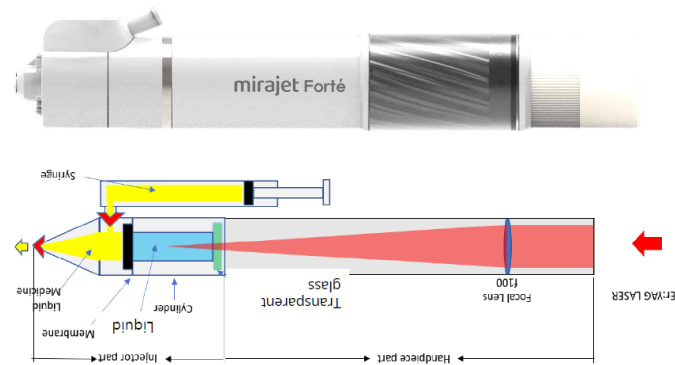 mirajet Forté
Syringe
Er:YAG LASER
Focal Lens
f100
Transparent
glass
Cylinder
Liquid
Membrane
Liquid
Medicine
Handpiece part
Injector part